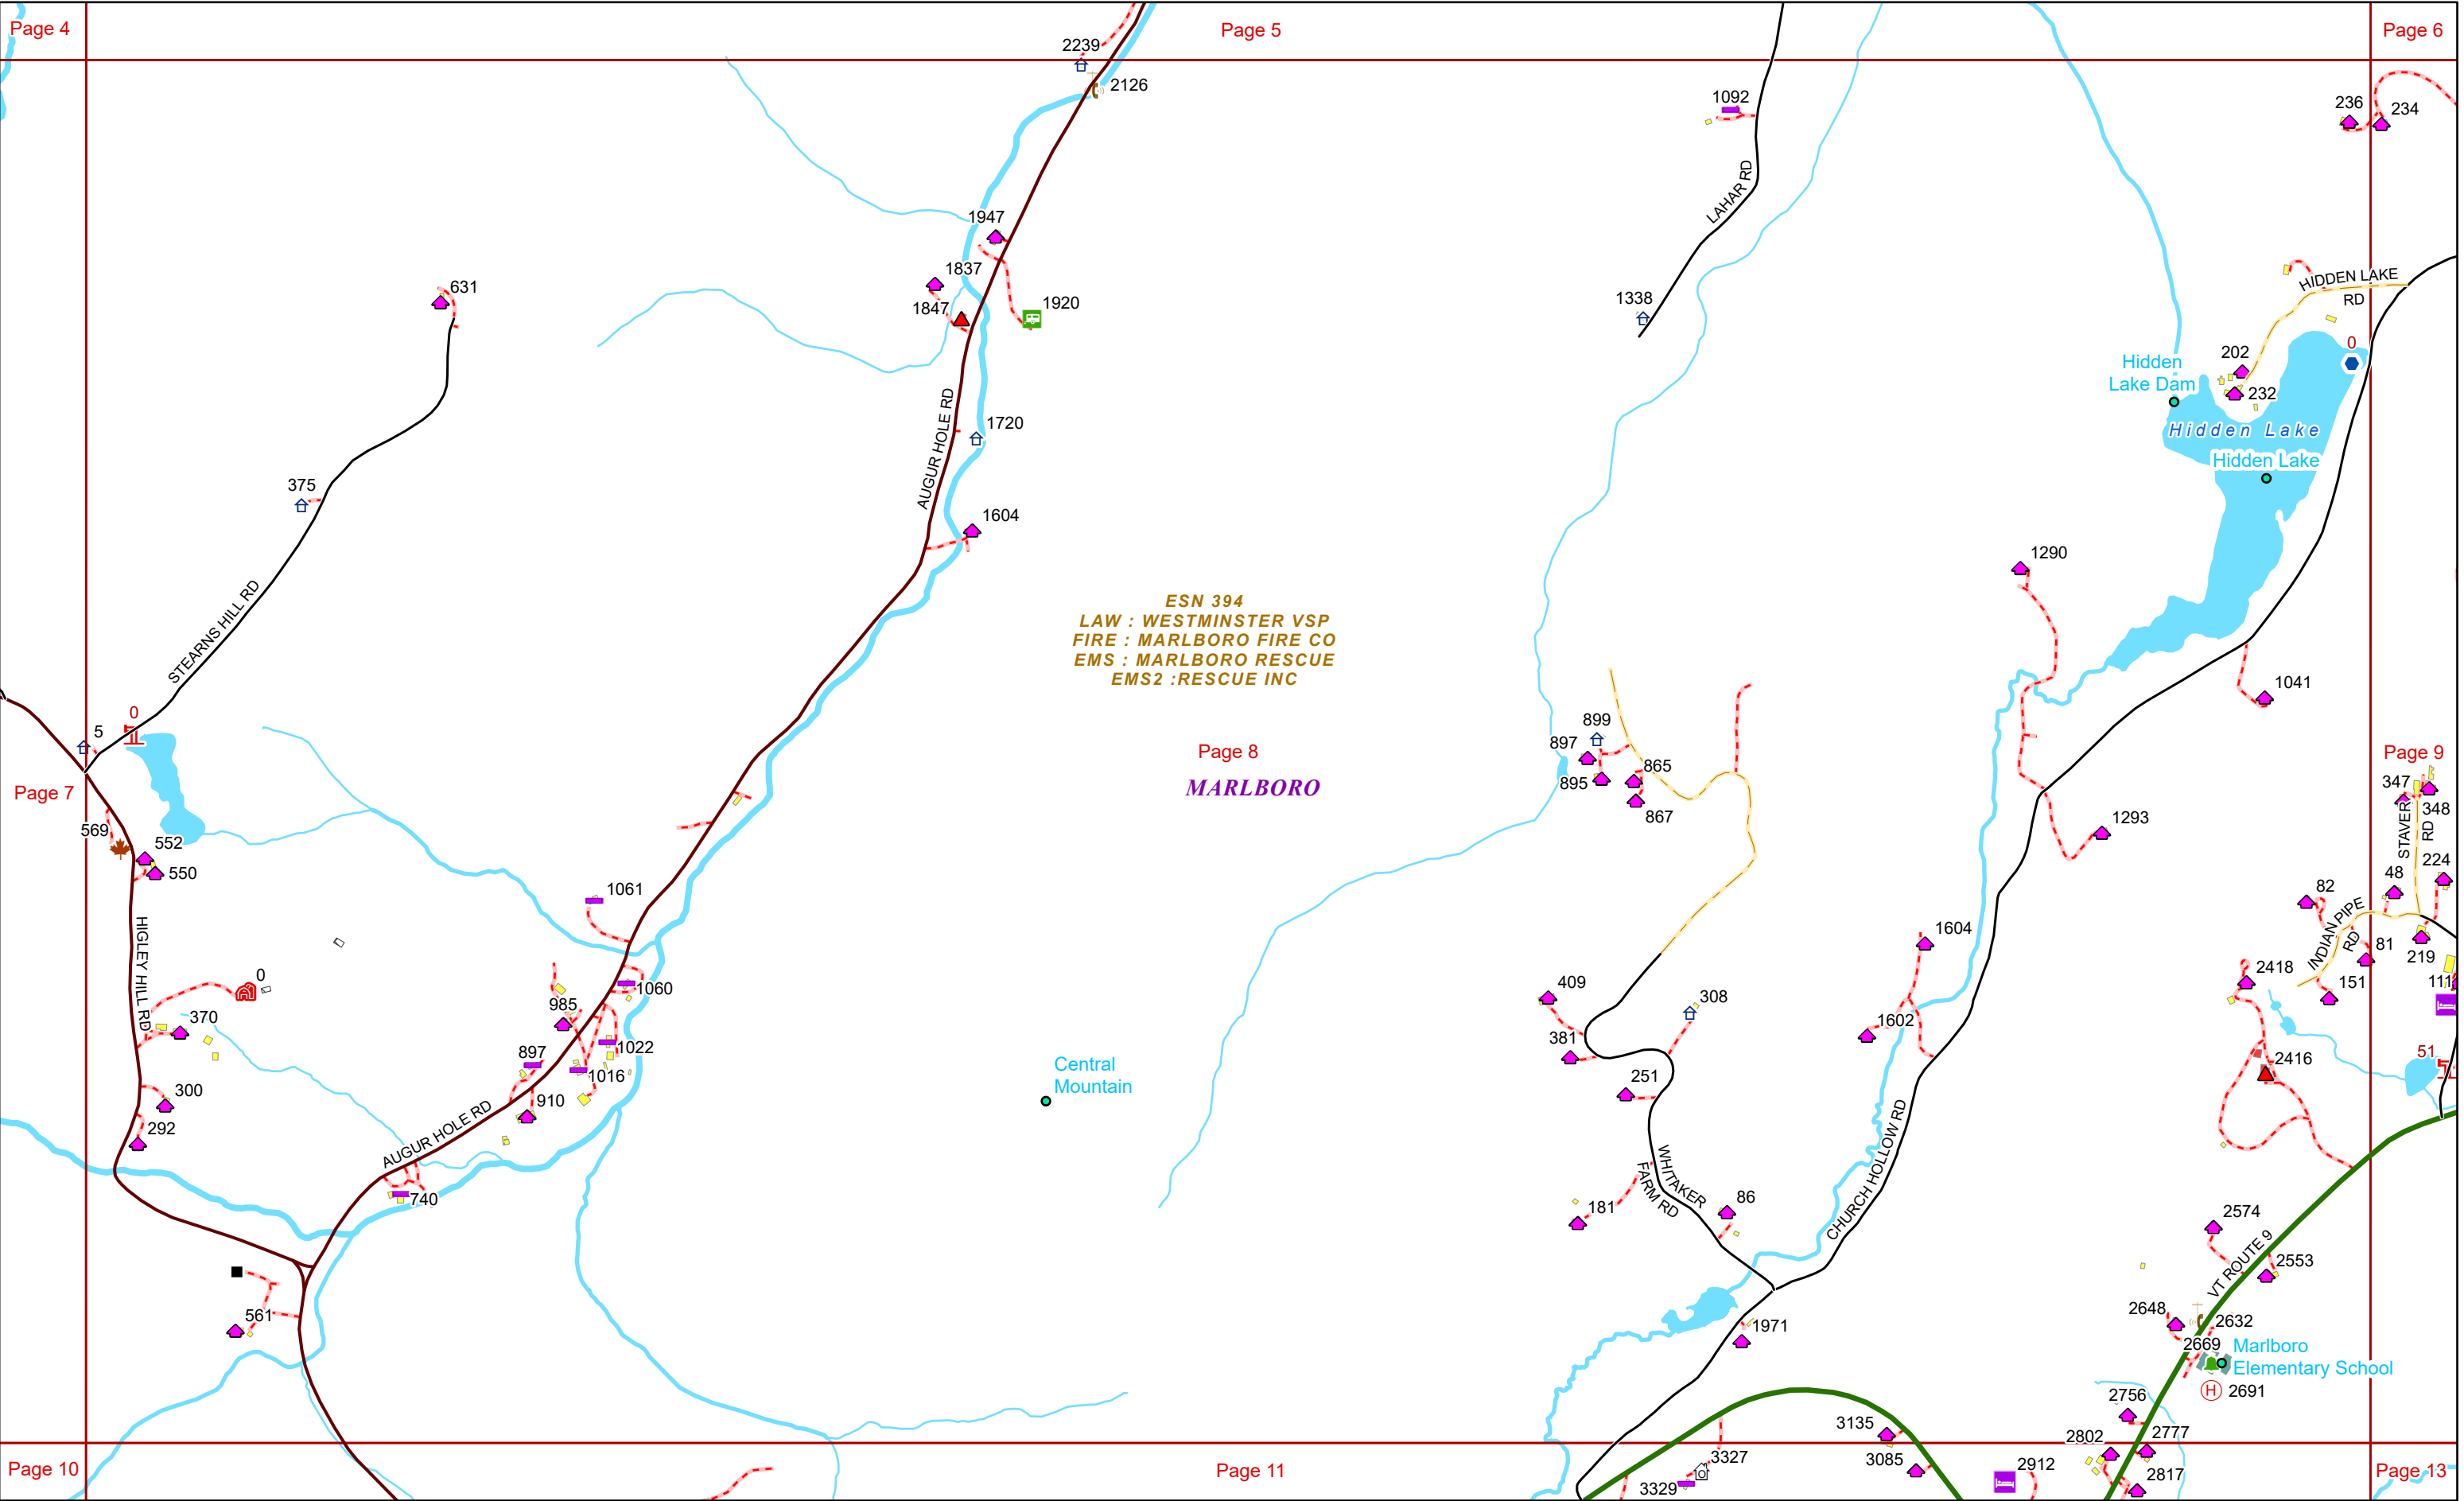 Page 4
Page 5
Page 6
2239
2126
1092
236
234
LAHAR RD
1947
1837
1847
1920
631
1338
HIDDEN LAKE
RD
0
202
232
Hidden
Lake Dam
Hidden Lake
Hidden Lake
AUGUR HOLE RD
1720
375
1604
STEARNS HILL RD
1290
ESN 394
LAW : WESTMINSTER VSP
FIRE : MARLBORO FIRE CO
EMS : MARLBORO RESCUE
EMS2 :RESCUE INC
1041
0
5
899
897
895
865
867
Page 7
Page 8
MARLBORO
Page 9
347
348
STAVER
RD
569
552
550
1293
224
48
82
1061
HIGLEY HILL RD
INDIAN PIPE
RD
81
219
111
151
2418
1604
0
985
1060
409
308
370
1022
381
1602
897
1016
2416
51
Central
Mountain
251
300
910
292
AUGUR HOLE RD
WHITAKER
FARM RD
CHURCH HOLLOW RD
740
181
86
2574
VT ROUTE 9
2553
561
2648
2632
2669
Marlboro
Elementary School
1971
H
2691
2756
3135
2802
2777
3085
3327
3329
2912
2817
Page 10
Page 11
Page 13